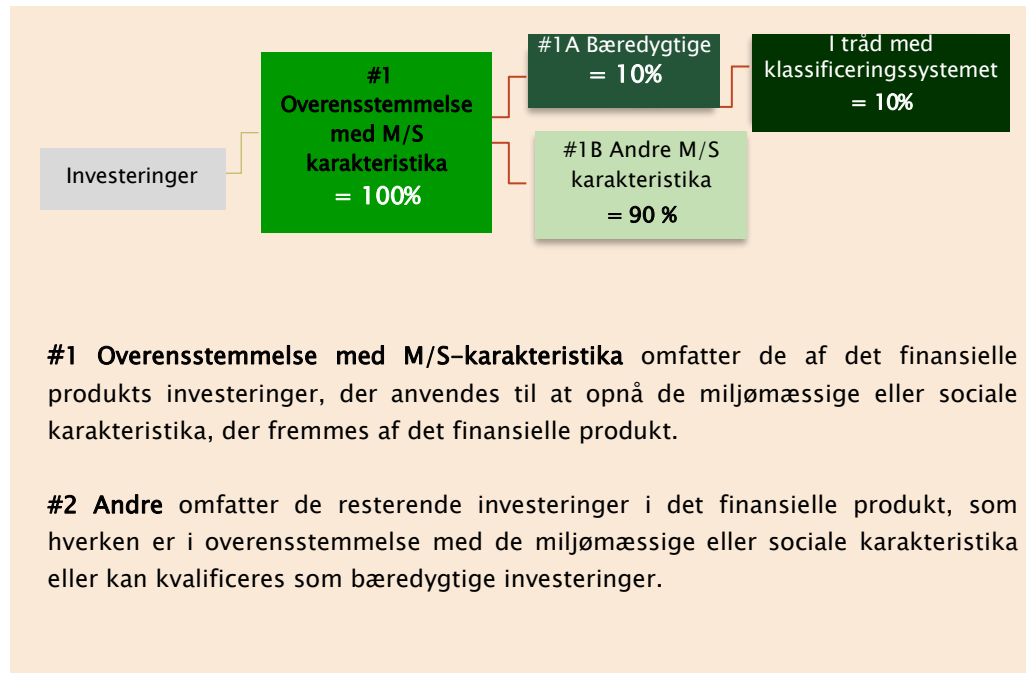 Investeringer
#1
Overensstemmelse
med M/S
karakteristika
= 100%
#1A Bæredygtige
= 10%
I tråd med
klassificeringssystemet
= 10%
#1B Andre M/S
karakteristika
= 90 %
#1 Overensstemmelse med M/S-karakteristika omfatter de af det finansielle
produkts investeringer, der anvendes til at opnå de miljømæssige eller sociale
karakteristika, der fremmes af det finansielle produkt.
#2 Andre omfatter de resterende investeringer i det finansielle produkt, som
hverken er i overensstemmelse med de miljømæssige eller sociale karakteristika
eller kan kvalificeres som bæredygtige investeringer.